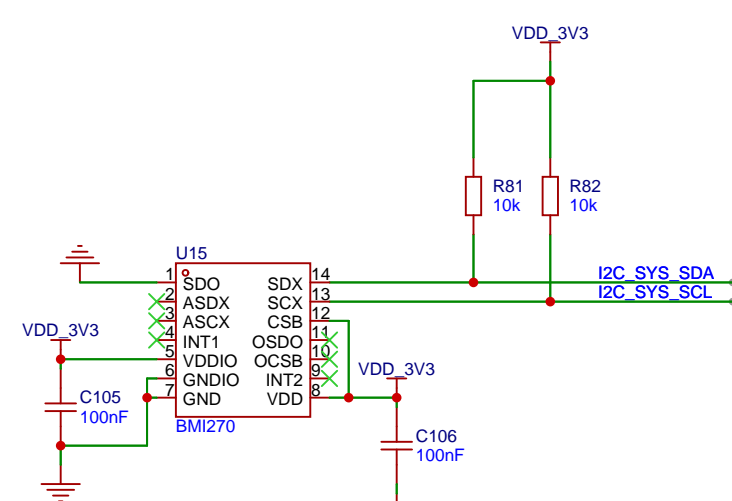 VDD_3V3
R81
10k
R82
10k
U15
1
SDO
SDX
14
I2C_SYS_SDA
2
ASDX
SCX
13
I2C_SYS_SCL
3
ASCX
CSB
12
4
INT1
OSDO
11
VDD_3V3
5
VDDIO
OCSB
10
6
GNDIO
INT2
9
VDD_3V3
7
GND
VDD
8
C105
100nF
BMI270
C106
100nF